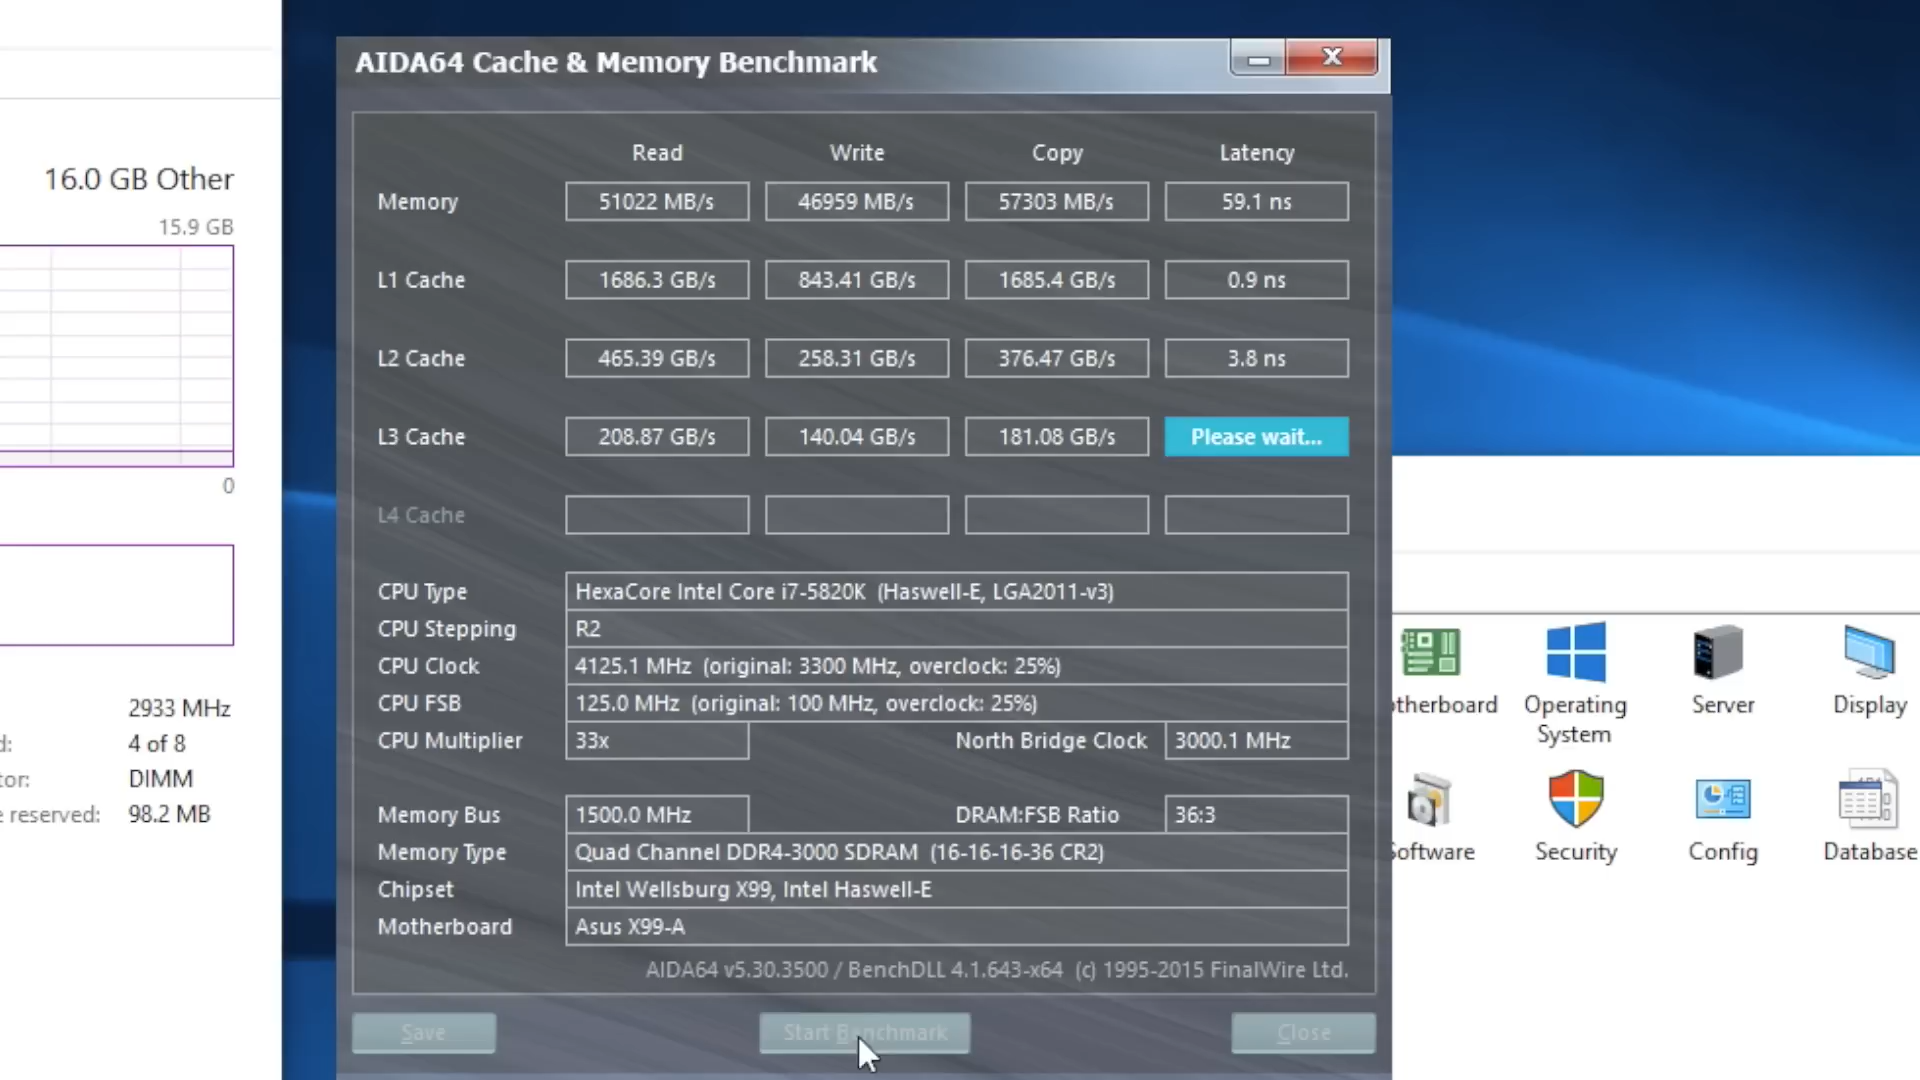 16.0 GB Other
15.9 GB
0
2933 MHz
d: 4 of 8
tor: DIMM
e reserved: 98.2 MB
AIDA64 Cache & Memory Benchmark
Read Write Copy Latency
Memory 51022 MB/s 46959 MB/s 57303 MB/s 59.1 ns
L1 Cache 1686.3 GB/s 843.41 GB/s 1685.4 GB/s 0.9 ns
L2 Cache 465.39 GB/s 258.31 GB/s 376.47 GB/s 3.8 ns
L3 Cache 208.87 GB/s 140.04 GB/s 181.08 GB/s Please wait...
L4 Cache
CPU Type HexaCore Intel Core i7-5820K (Haswell-E, LGA2011-v3)
CPU Stepping R2
CPU Clock 4125.1 MHz (original: 3300 MHz, overclock: 25%)
CPU FSB 125.0 MHz (original: 100 MHz, overclock: 25%)
CPU Multiplier 33x North Bridge Clock 3000.1 MHz
Memory Bus 1500.0 MHz DRAM:FSB Ratio 36:3
Memory Type Quad Channel DDR4-3000 SDRAM (16-16-16-36 CR2)
Chipset Intel Wellsburg X99, Intel Haswell-E
Motherboard Asus X99-A
AIDA64 v5.30.3500 / BenchDLL 4.1.643-x64 (c) 1995-2015 FinalWire Ltd.
Save Start Benchmark Close
otherboard Operating Server Display
System
Software Security Config Database